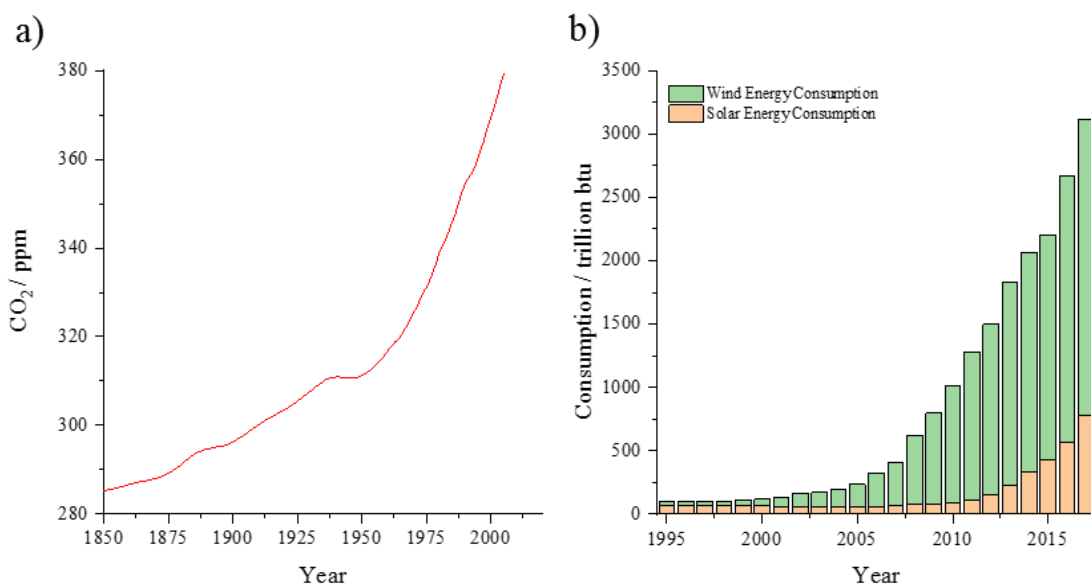 a)
380
360
340
320
300
280
CO₂ / ppm
1850 1875 1900 1925 1950 1975 2000
Year
b)
3500
3000
2500
2000
1500
1000
500
0
Consumption / trillion btu
Wind Energy Consumption
Solar Energy Consumption
1995 2000 2005 2010 2015
Year